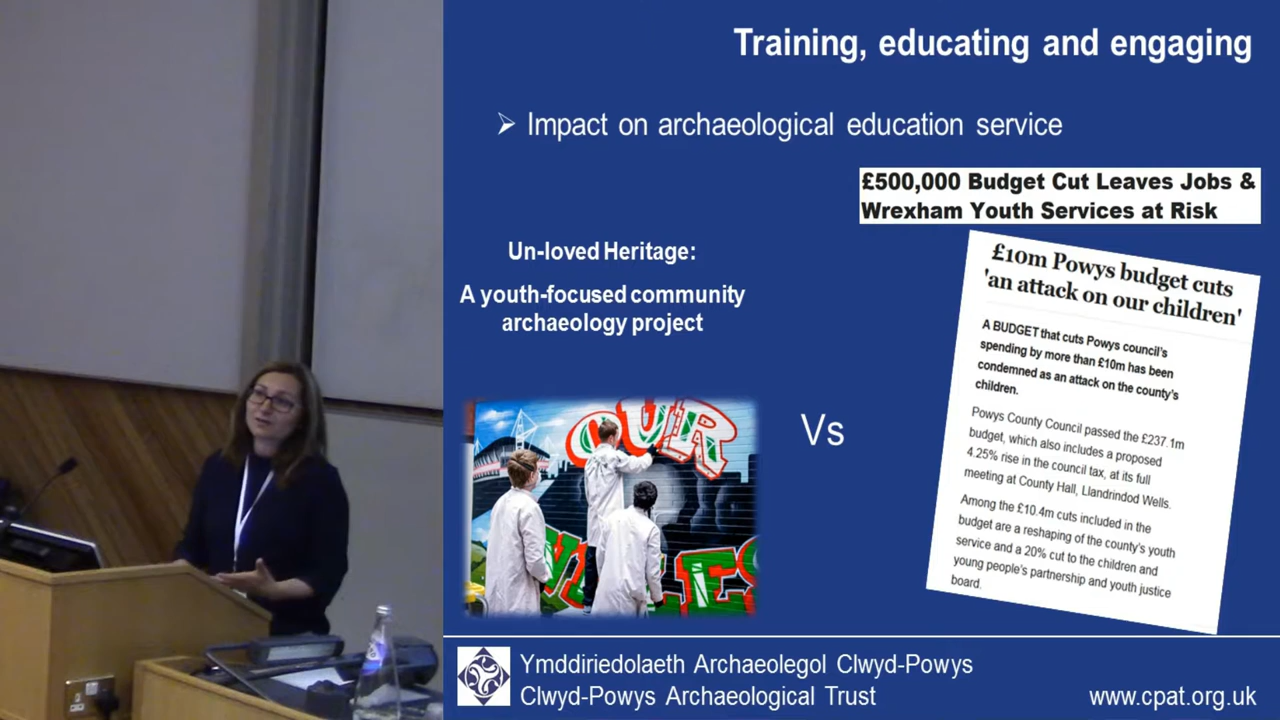 Training, educating and engaging
➢ Impact on archaeological education service
£500,000 Budget Cut Leaves Jobs &
Wrexham Youth Services at Risk
Un-loved Heritage:
A youth-focused community
archaeology project
OUR
Vs
£10m Powys budget cuts
'an attack on our children'
A BUDGET that cuts Powys council's
spending by more than £10m has been
condemned as an attack on the county's
children.
Powys County Council passed the £237.1m
budget, which also includes a proposed
4.25% rise in the council tax, at its full
meeting at County Hall, Llandrindod Wells.
Among the £10.4m cuts included in the
budget are a reshaping of the county's youth
service and a 20% cut to the children and
young people's partnership and youth justice
board.
Ymddiriedolaeth Archaeolegol Clwyd-Powys
Clwyd-Powys Archaeological Trust
www.cpat.org.uk